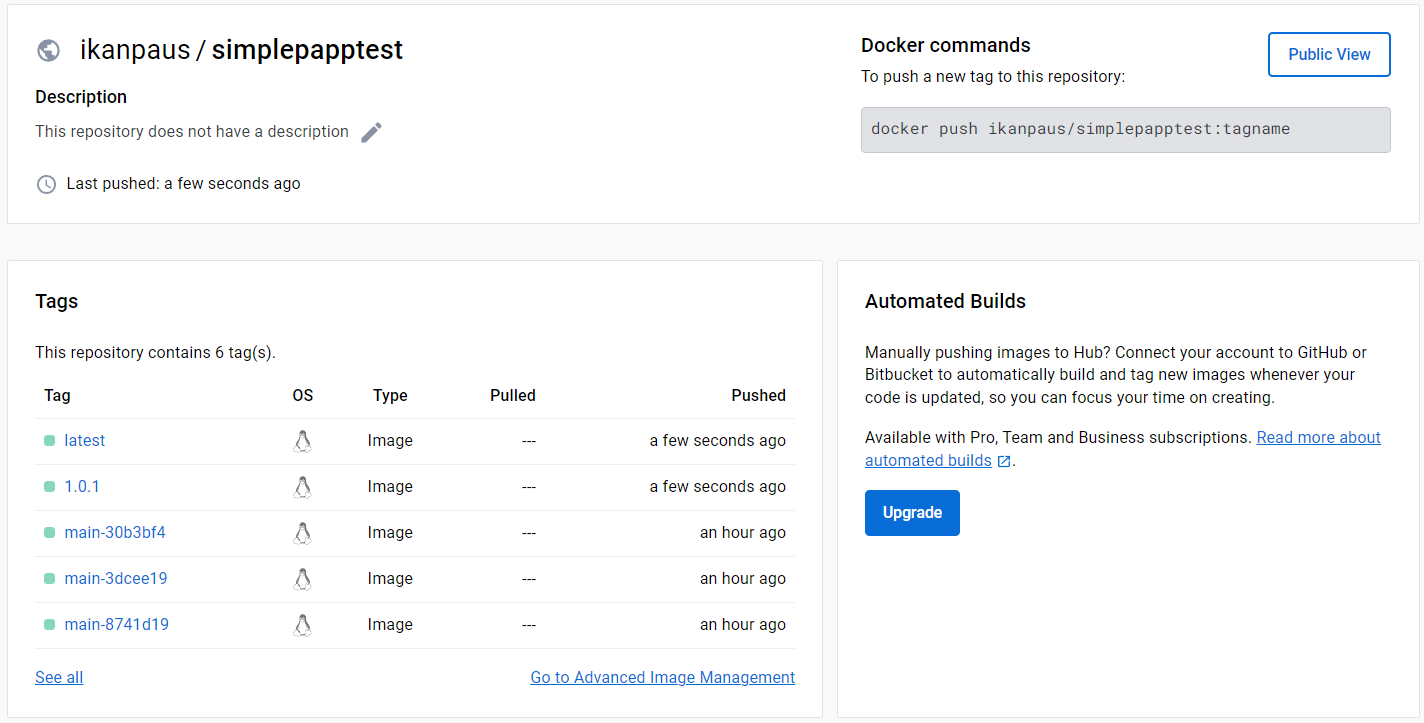 ikanpaus / simplepapptest
Description
This repository does not have a description
Last pushed: a few seconds ago
Docker commands
To push a new tag to this repository:
Public View
docker push ikanpaus/simplepapptest:tagname
Tags
This repository contains 6 tag(s).
Tag OS Type Pulled Pushed
latest Image --- a few seconds ago
1.0.1 Image --- a few seconds ago
main-30b3bf4 Image --- an hour ago
main-3dcee19 Image --- an hour ago
main-8741d19 Image --- an hour ago
See all Go to Advanced Image Management
Automated Builds
Manually pushing images to Hub? Connect your account to GitHub or
Bitbucket to automatically build and tag new images whenever your
code is updated, so you can focus your time on creating.
Available with Pro, Team and Business subscriptions. Read more about
automated builds .
Upgrade